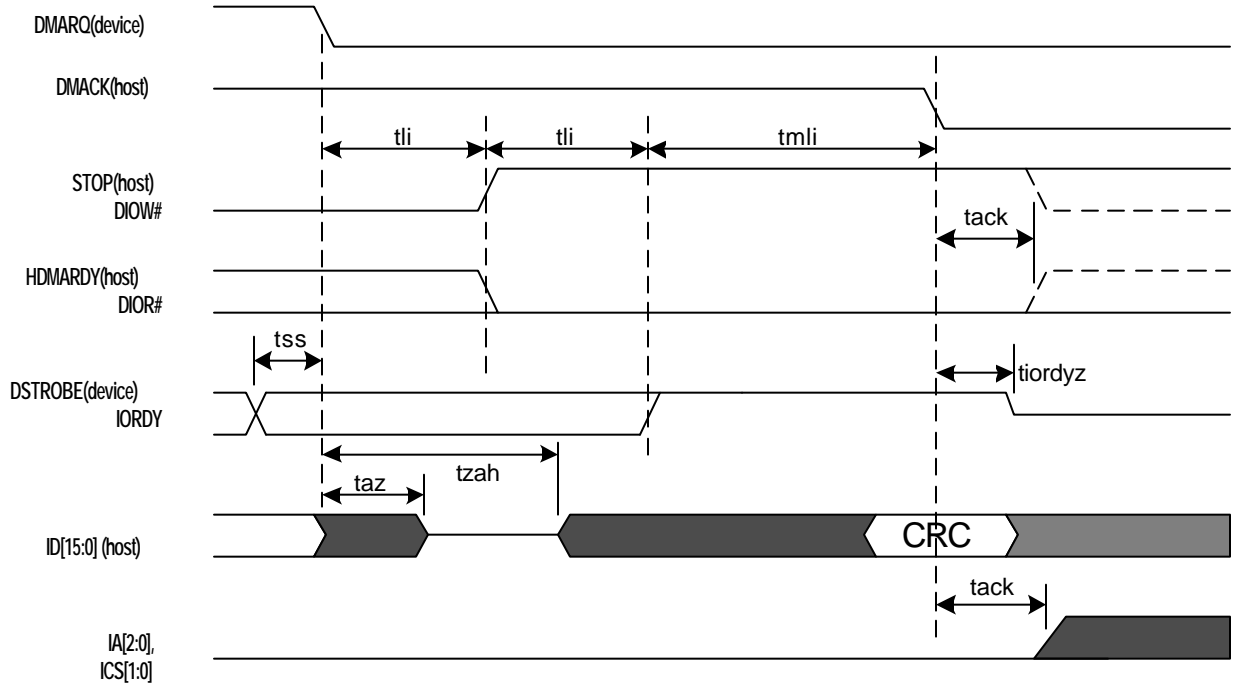 DMARQ(device)
DMACK(host)
tli
tli
tmli
STOP(host)
DIOW#
tack
HDMARDY(host)
DIOR#
tss
tiordyz
DSTROBE(device)
IORDY
tzah
taz
ID[15:0] (host)
CRC
tack
IA[2:0],
ICS[1:0]